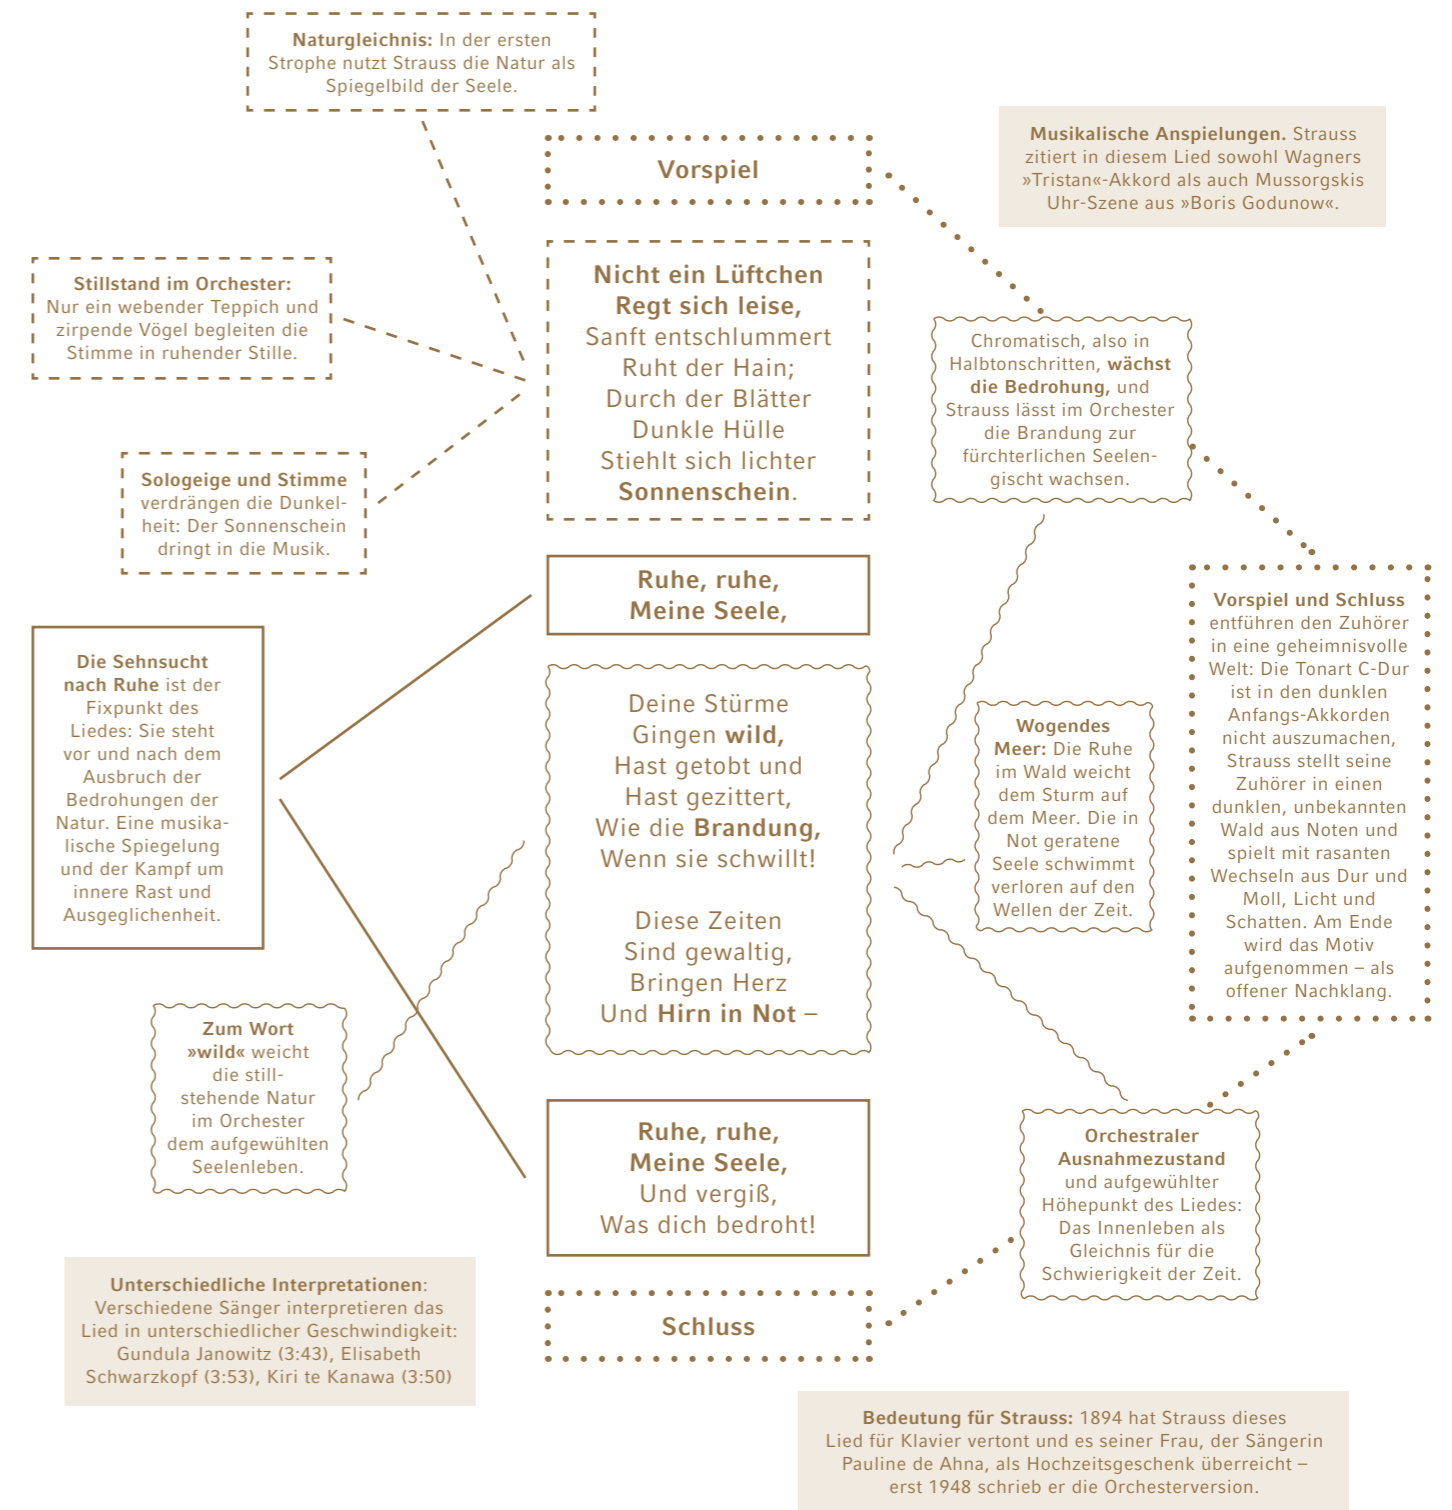 Naturgleichnis: In der ersten
Strophe nutzt Strauss die Natur als
Spiegelbild der Seele.
Musikalische Anspielungen. Strauss
zitiert in diesem Lied sowohl Wagners
»Tristan«-Akkord als auch Mussorgskis
Uhr-Szene aus »Boris Godunow«.
Vorspiel
Stillstand im Orchester:
Nur ein webender Teppich und
zirpende Vögel begleiten die
Stimme in ruhender Stille.
Nicht ein Lüftchen
Regt sich leise,
Sanft entschlummert
Ruht der Hain;
Durch der Blätter
Dunkle Hülle
Stiehlt sich lichter
Sonnenschein.
Chromatisch, also in
Halbtonschritten, wächst
die Bedrohung, und
Strauss lässt im Orchester
die Brandung zur
fürchterlichen Seelen-
gischt wachsen.
Sologeige und Stimme
verdrängen die Dunkel-
heit: Der Sonnenschein
dringt in die Musik.
Ruhe, ruhe,
Meine Seele,
Vorspiel und Schluss
entführen den Zuhörer
in eine geheimnisvolle
Welt: Die Tonart C-Dur
ist in den dunklen
Anfangs-Akkorden
nicht auszumachen,
Strauss stellt seine
Zuhörer in einen
dunklen, unbekannten
Wald aus Noten und
spielt mit rasanten
Wechseln aus Dur und
Moll, Licht und
Schatten. Am Ende
wird das Motiv
aufgenommen – als
offener Nachklang.
Die Sehnsucht
nach Ruhe ist der
Fixpunkt des
Liedes: Sie steht
vor und nach dem
Ausbruch der
Bedrohungen der
Natur. Eine musika-
lische Spiegelung
und der Kampf um
innere Rast und
Ausgeglichenheit.
Deine Stürme
Gingen wild,
Hast getobt und
Hast gezittert,
Wie die Brandung,
Wenn sie schwillt!
Diese Zeiten
Sind gewaltig,
Bringen Herz
Und Hirn in Not –
Wogendes
Meer: Die Ruhe
im Wald weicht
dem Sturm auf
dem Meer. Die in
Not geratene
Seele schwimmt
verloren auf den
Wellen der Zeit.
Zum Wort
»wild« weicht
die still-
stehende Natur
im Orchester
dem aufgewühlten
Seelenleben.
Ruhe, ruhe,
Meine Seele,
Und vergiß,
Was dich bedroht!
Orchestraler
Ausnahmezustand
und aufgewühlter
Höhepunkt des Liedes:
Das Innenleben als
Gleichnis für die
Schwierigkeit der Zeit.
Unterschiedliche Interpretationen:
Verschiedene Sänger interpretieren das
Lied in unterschiedlicher Geschwindigkeit:
Gundula Janowitz (3:43), Elisabeth
Schwarzkopf (3:53), Kiri te Kanawa (3:50)
Schluss
Bedeutung für Strauss: 1894 hat Strauss dieses
Lied für Klavier vertont und es seiner Frau, der Sängerin
Pauline de Ahna, als Hochzeitsgeschenk überreicht –
erst 1948 schrieb er die Orchesterversion.